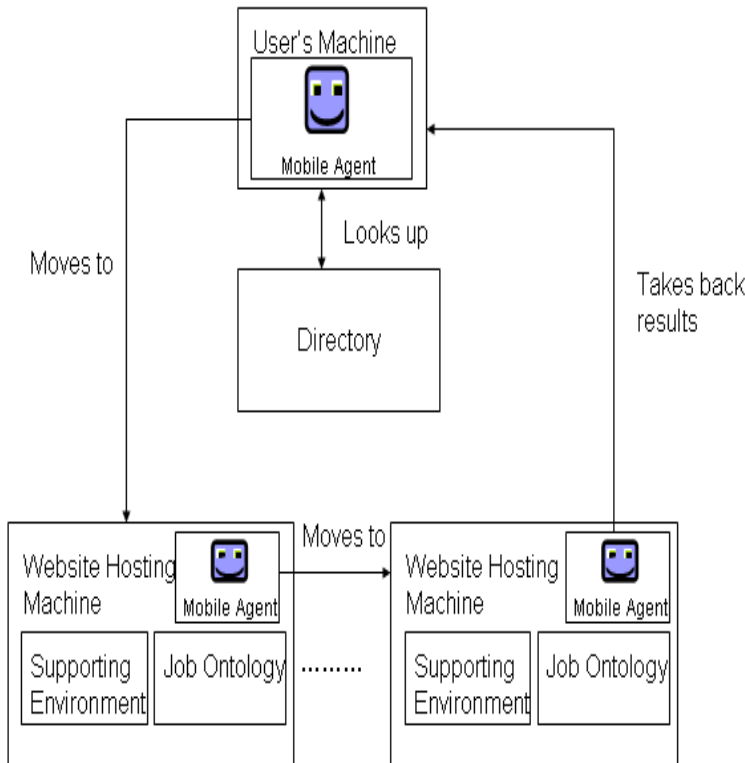 User's Machine
Mobile Agent
Looks up
Moves to
Directory
Takes back
results
Moves to
Website Hosting
Machine
Mobile Agent
Supporting
Environment
Job Ontology
.........
Website Hosting
Machine
Mobile Agent
Supporting
Environment
Job Ontology